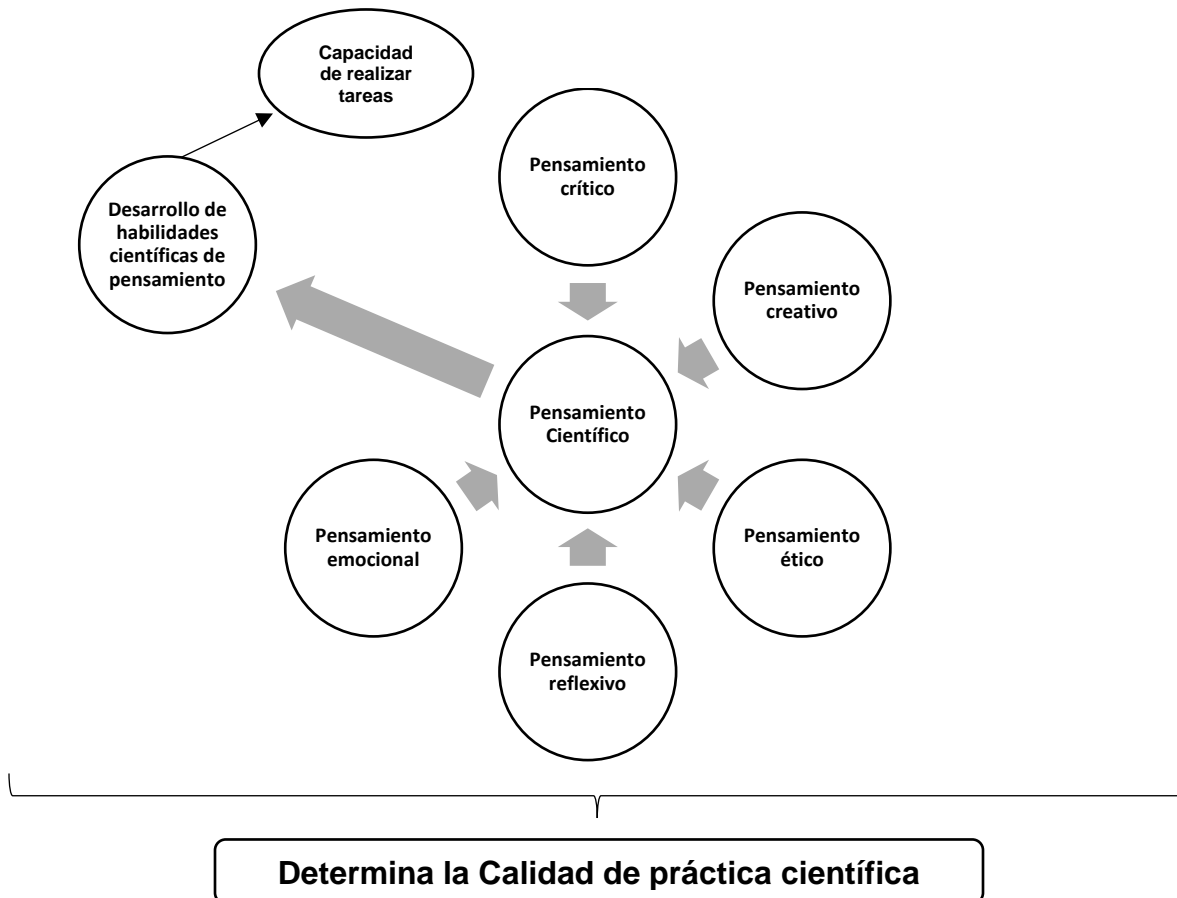 Capacidad
de realizar
tareas
Pensamiento
crítico
Desarrollo de
habilidades
científicas de
pensamiento
Pensamiento
creativo
Pensamiento
Científico
Pensamiento
emocional
Pensamiento
ético
Pensamiento
reflexivo
Determina la Calidad de práctica científica